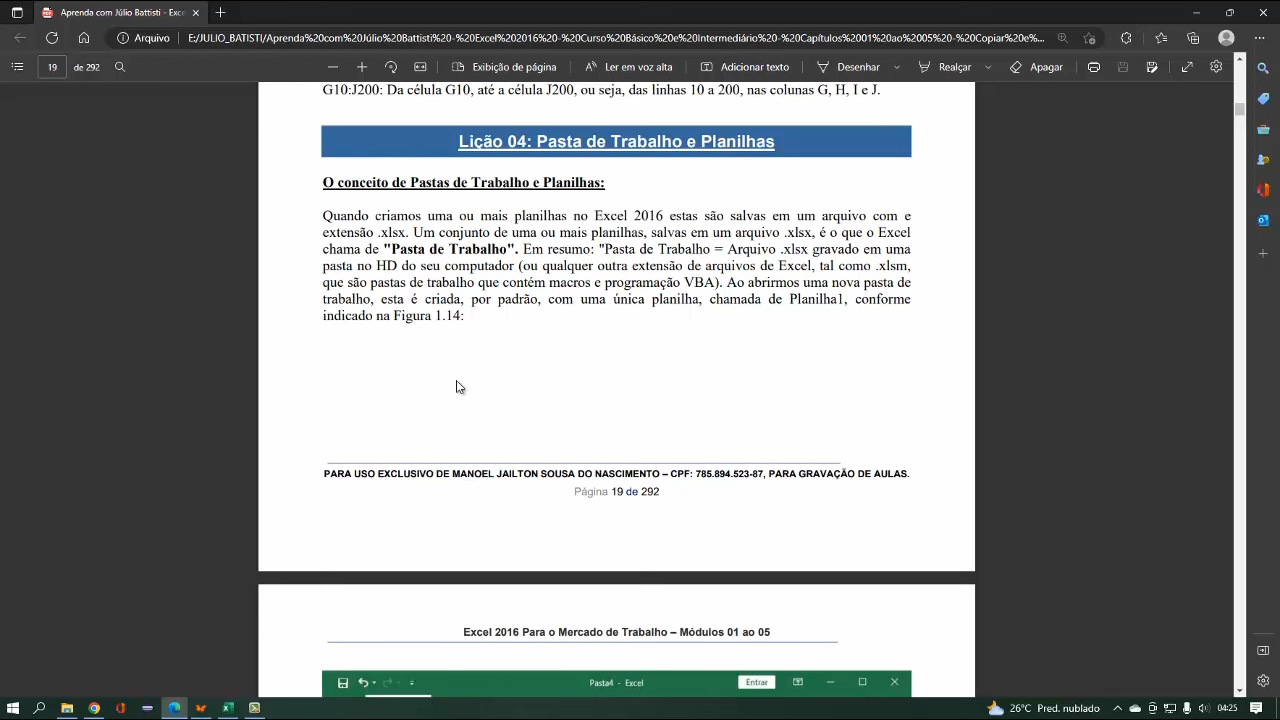 Aprenda com Júlio Battisti - Exce
Arquivo E:/JULIO_BATISTI/Aprenda%20com%20Júlio%20Battisti%20-%20Excel%202016%20-%20Curso%20Básico%20e%20Intermediário%20-%20Capítulos%2001%20ao%2005%20-%20Copiar%20e%...
19 de 292 Exibição de página Ler em voz alta Adicionar texto Desenhar Realçar Apagar
G10:J200: Da célula G10, até a célula J200, ou seja, das linhas 10 a 200, nas colunas G, H, I e J.
Lição 04: Pasta de Trabalho e Planilhas
O conceito de Pastas de Trabalho e Planilhas:
Quando criamos uma ou mais planilhas no Excel 2016 estas são salvas em um arquivo com e
extensão .xlsx. Um conjunto de uma ou mais planilhas, salvas em um arquivo .xlsx, é o que o Excel
chama de "Pasta de Trabalho". Em resumo: "Pasta de Trabalho = Arquivo .xlsx gravado em uma
pasta no HD do seu computador (ou qualquer outra extensão de arquivos de Excel, tal como .xlsm,
que são pastas de trabalho que contém macros e programação VBA). Ao abrirmos uma nova pasta de
trabalho, esta é criada, por padrão, com uma única planilha, chamada de Planilha1, conforme
indicado na Figura 1.14:
PARA USO EXCLUSIVO DE MANOEL JAILTON SOUSA DO NASCIMENTO – CPF: 785.894.523-87, PARA GRAVAÇÃO DE AULAS.
Página 19 de 292
Excel 2016 Para o Mercado de Trabalho – Módulos 01 ao 05
Pasta4 - Excel Entrar
26°C Pred. nublado 04:25